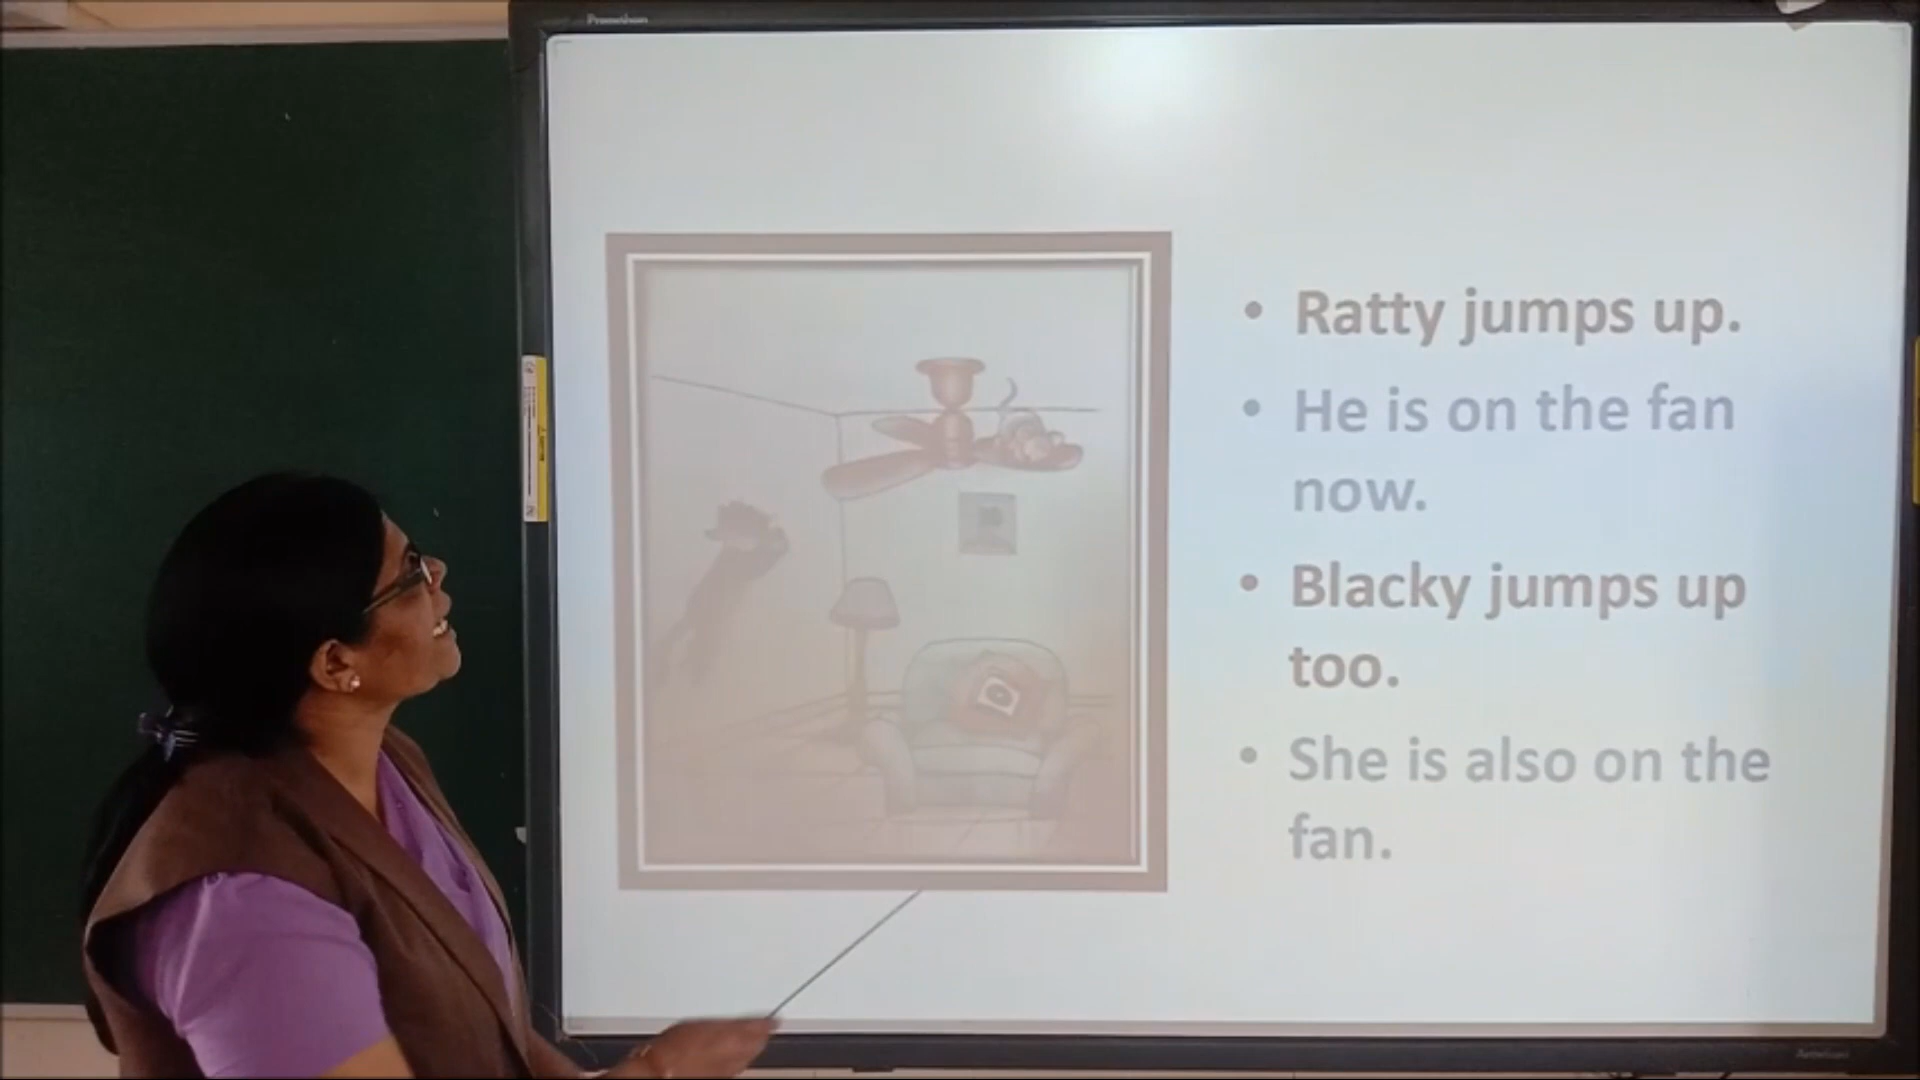 Promethean
• Ratty jumps up.
• He is on the fan
now.
• Blacky jumps up
too.
• She is also on the
fan.